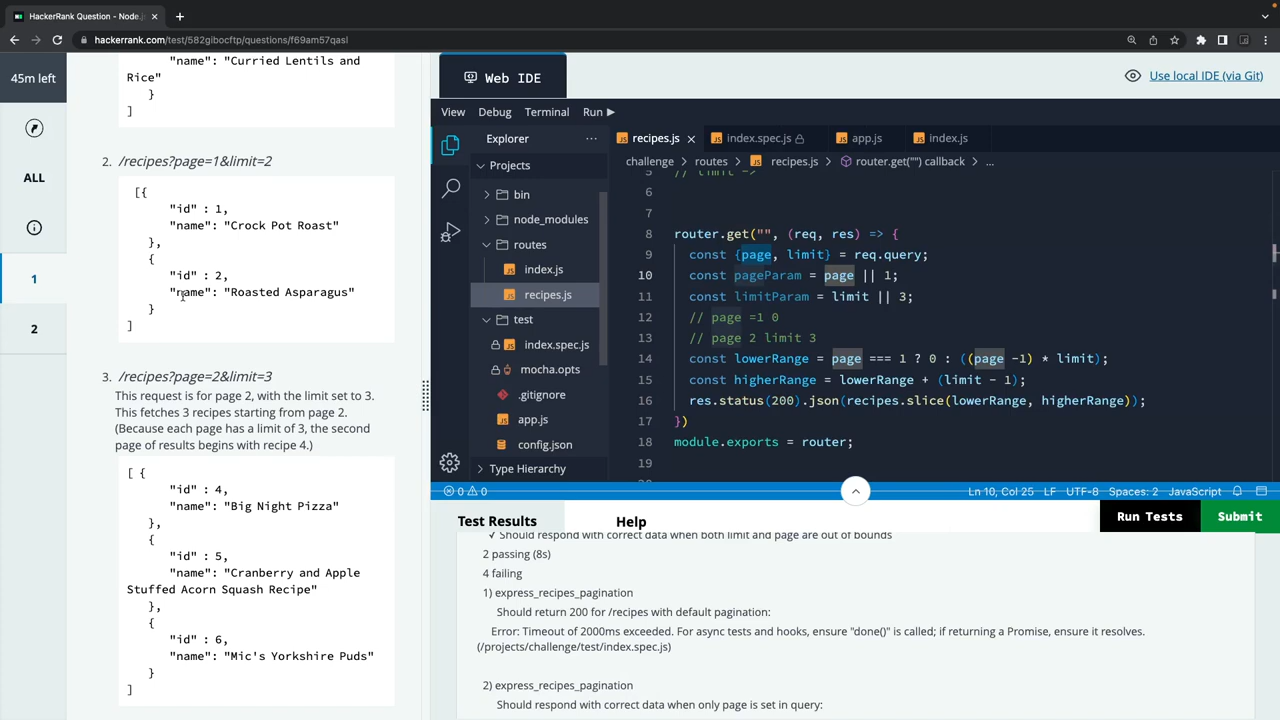 HackerRank Question - Node.j
hackerrank.com/test/582gibocftp/questions/f69am57qasl
45m left
ALL
1
2
"name": "Curried Lentils and
Rice"
}
]
2. /recipes?page=1&limit=2
[{
"id" : 1,
"name": "Crock Pot Roast"
},
{
"id" : 2,
"name": "Roasted Asparagus"
}
]
3. /recipes?page=2&limit=3
This request is for page 2, with the limit set to 3.
This fetches 3 recipes starting from page 2.
(Because each page has a limit of 3, the second
page of results begins with recipe 4.)
[ {
"id" : 4,
"name": "Big Night Pizza"
},
{
"id" : 5,
"name": "Cranberry and Apple
Stuffed Acorn Squash Recipe"
},
{
"id" : 6,
"name": "Mic's Yorkshire Puds"
}
]
Web IDE
Use local IDE (via Git)
View Debug Terminal Run
Explorer
Projects
bin
node_modules
routes
index.js
recipes.js
test
index.spec.js
mocha.opts
.gitignore
app.js
config.json
Type Hierarchy
recipes.js index.spec.js app.js index.js
challenge routes recipes.js router.get("") callback ...
5 // limit =>
6
7
8 router.get("", (req, res) => {
9 const {page, limit} = req.query;
10 const pageParam = page || 1;
11 const limitParam = limit || 3;
12 // page =1 0
13 // page 2 limit 3
14 const lowerRange = page === 1 ? 0 : ((page -1) * limit);
15 const higherRange = lowerRange + (limit - 1);
16 res.status(200).json(recipes.slice(lowerRange, higherRange));
17 })
18 module.exports = router;
19
0 0 Ln 10, Col 25 LF UTF-8 Spaces: 2 JavaScript
Test Results Help Run Tests Submit
√ Should respond with correct data when both limit and page are out of bounds
2 passing (8s)
4 failing
1) express_recipes_pagination
Should return 200 for /recipes with default pagination:
Error: Timeout of 2000ms exceeded. For async tests and hooks, ensure "done()" is called; if returning a Promise, ensure it resolves.
(/projects/challenge/test/index.spec.js)
2) express_recipes_pagination
Should respond with correct data when only page is set in query: